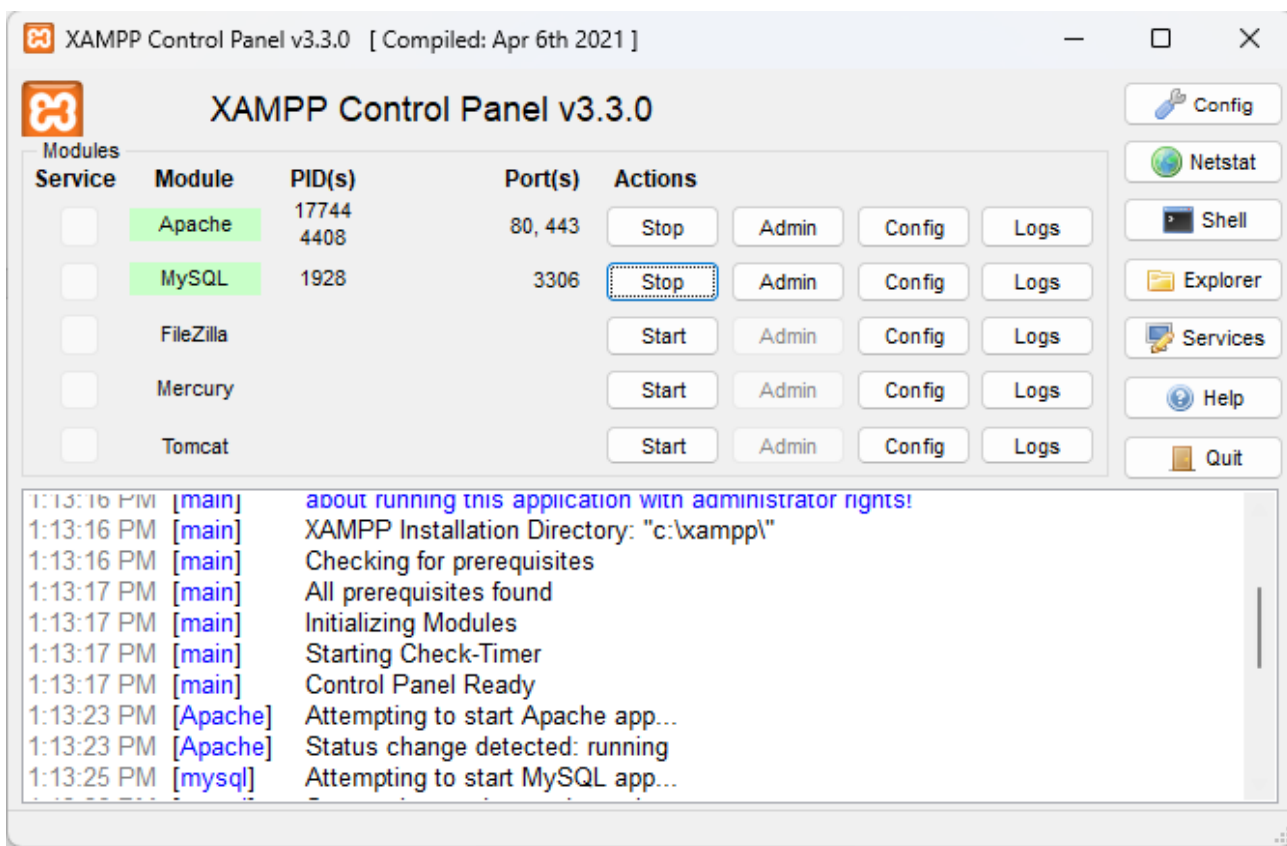 XAMPP Control Panel v3.3.0 [ Compiled: Apr 6th 2021 ]
XAMPP Control Panel v3.3.0
Config
Modules
Service Module PID(s) Port(s) Actions
Netstat
Apache 17744 4408 80, 443 Stop Admin Config Logs
Shell
MySQL 1928 3306 Stop Admin Config Logs
Explorer
FileZilla Start Admin Config Logs
Services
Mercury Start Admin Config Logs
Help
Tomcat Start Admin Config Logs
Quit
1:13:16 PM [main] about running this application with administrator rights!
1:13:16 PM [main] XAMPP Installation Directory: "c:\xampp\"
1:13:16 PM [main] Checking for prerequisites
1:13:17 PM [main] All prerequisites found
1:13:17 PM [main] Initializing Modules
1:13:17 PM [main] Starting Check-Timer
1:13:17 PM [main] Control Panel Ready
1:13:23 PM [Apache] Attempting to start Apache app...
1:13:23 PM [Apache] Status change detected: running
1:13:25 PM [mysql] Attempting to start MySQL app...